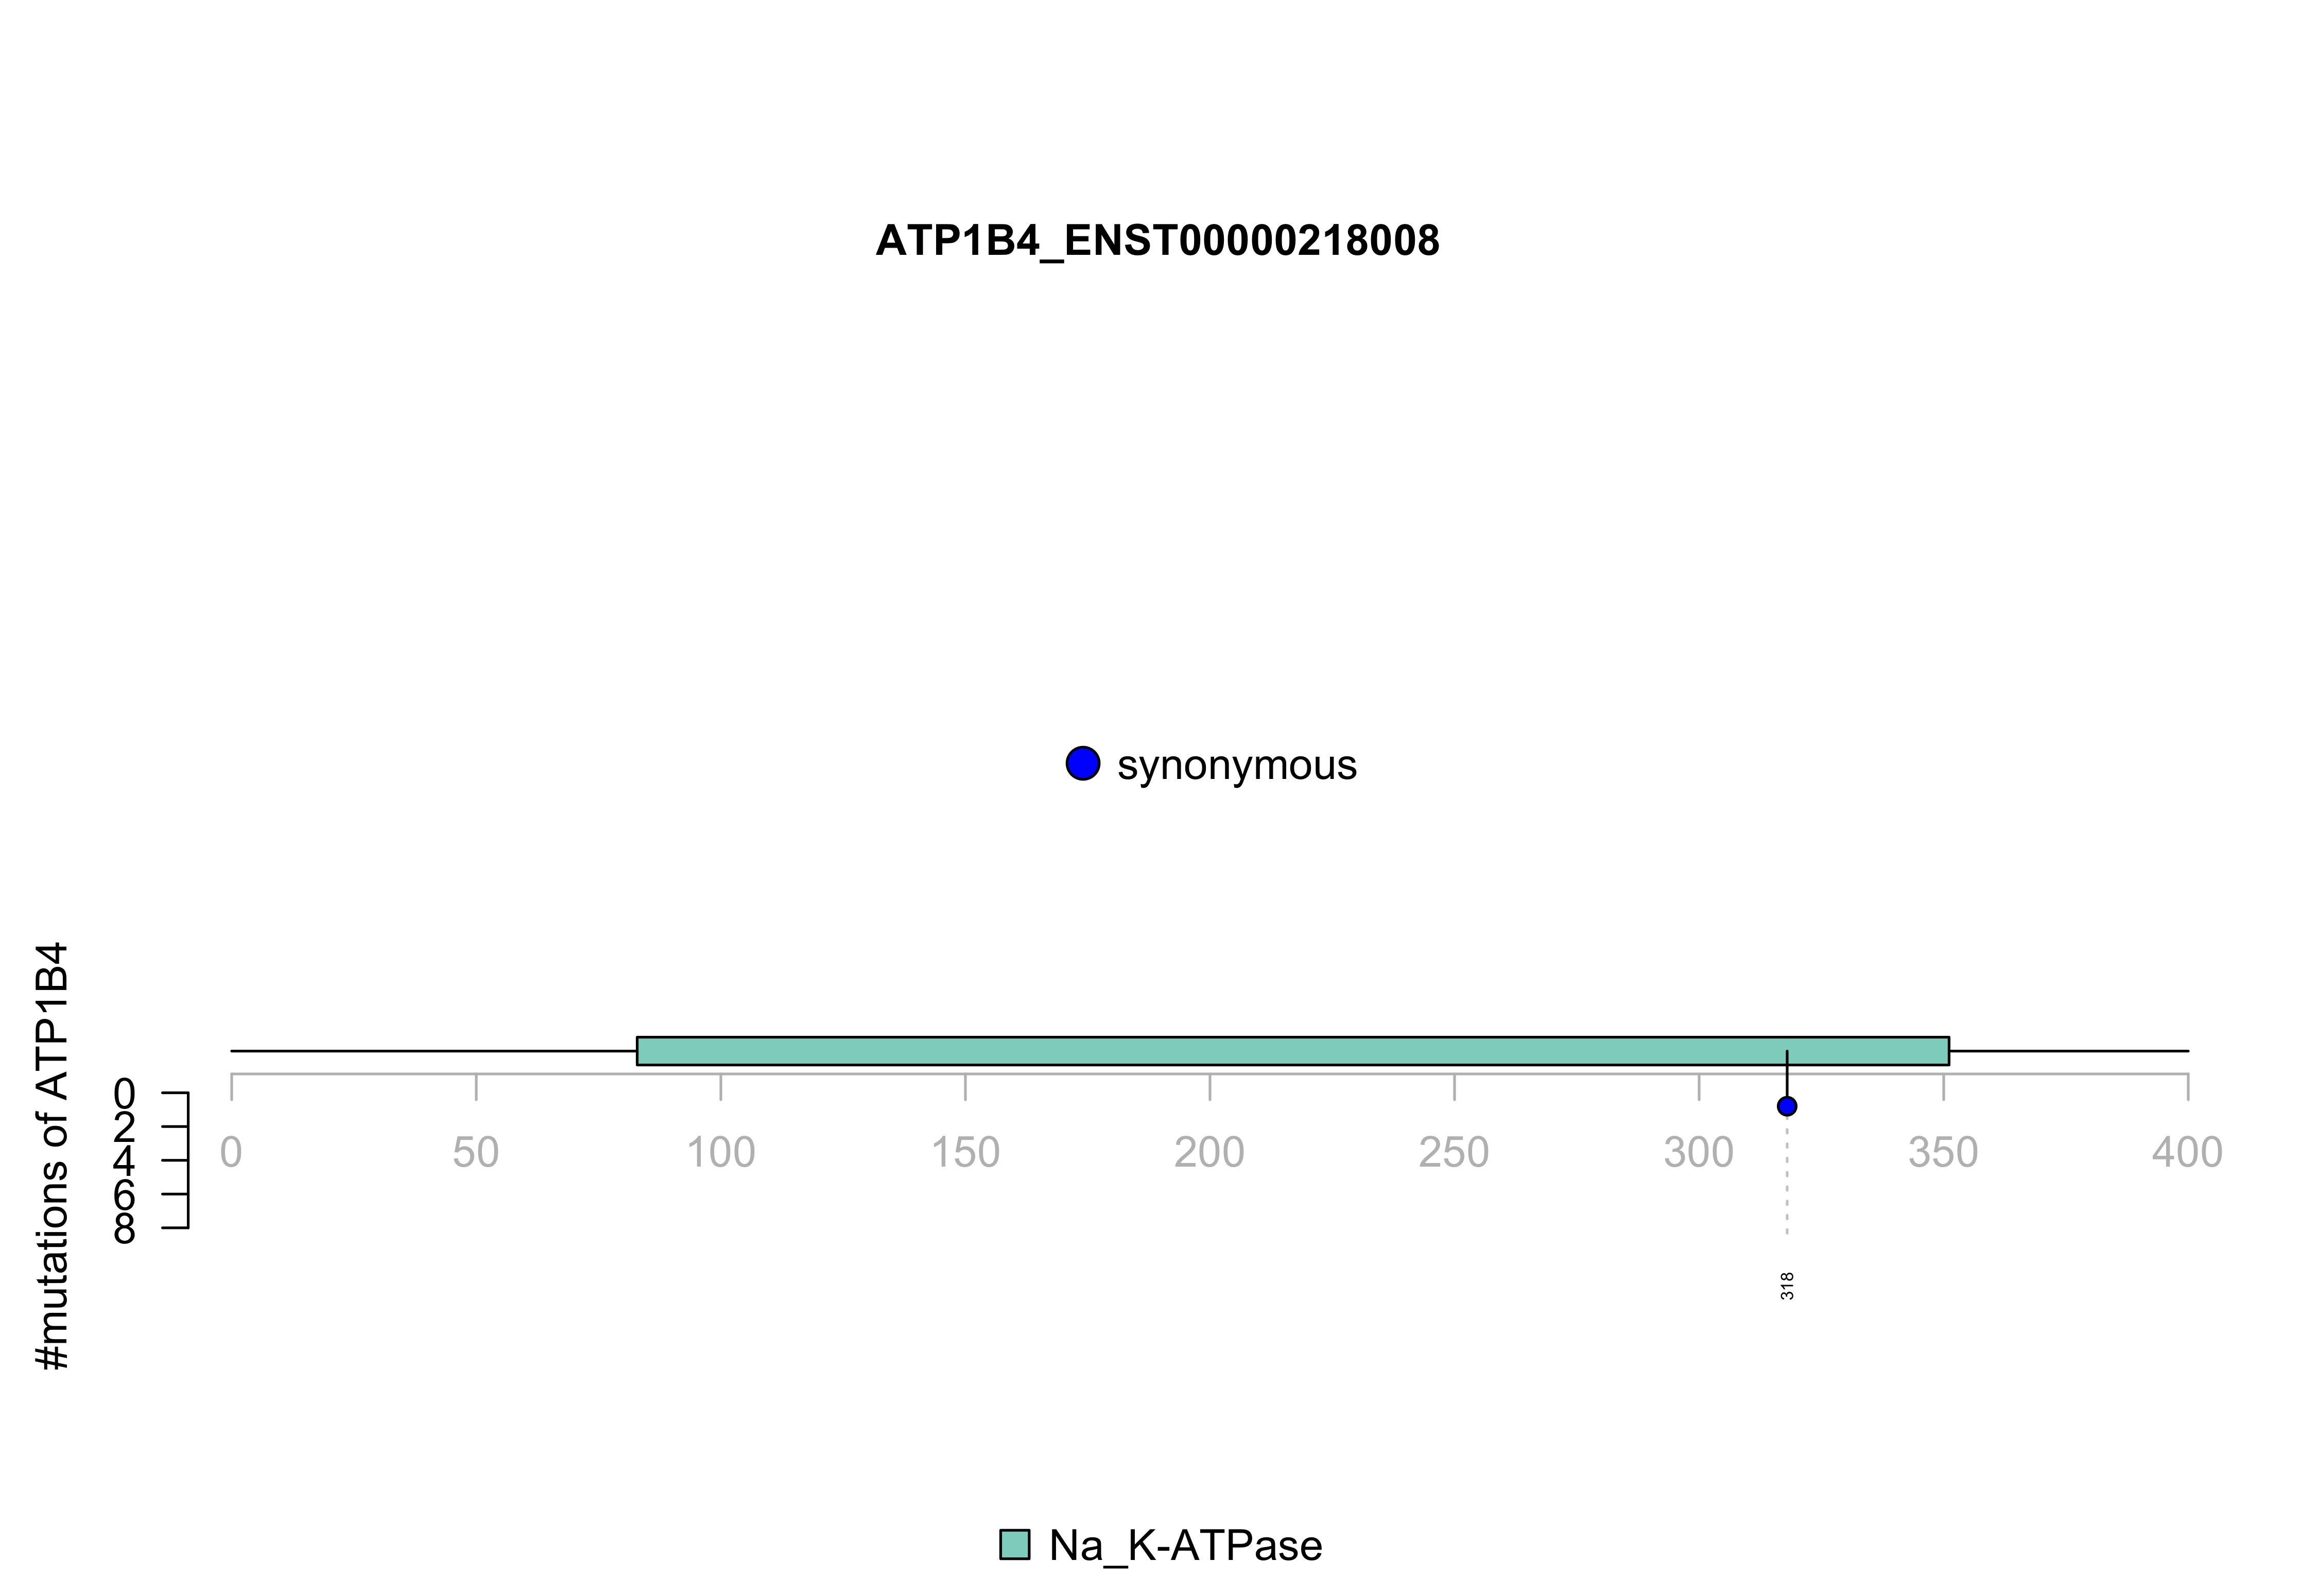 ATP1B4_ENST00000218008
synonymous
#mutations of ATP1B4
0
2
4
6
8
0 50 100 150 200 250 300 350 400
318
Na_K-ATPase